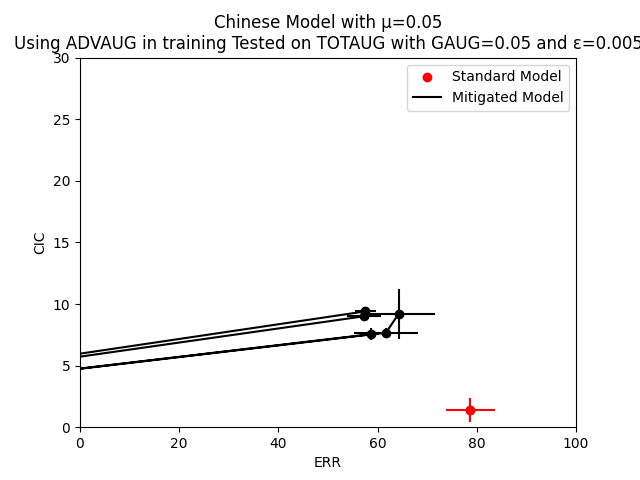 Chinese Model with μ=0.05
Using ADVAUG in training Tested on TOTAUG with GAUG=0.05 and ε=0.005
Standard Model
Mitigated Model
30
25
20
15
10
5
0
CIC
0 20 40 60 80 100
ERR